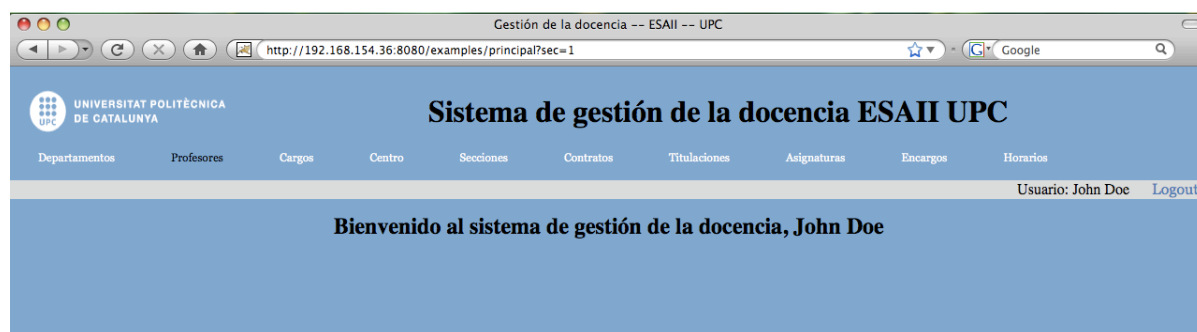 Gestión de la docencia -- ESAII -- UPC
http://192.168.154.36:8080/examples/principal?sec=1
G Google
UNIVERSITAT POLITÈCNICA
DE CATALUNYA
UPC
Sistema de gestión de la docencia ESAII UPC
Departamentos Profesores Cargos Centro Secciones Contratos Titulaciones Asignaturas Encargos Horarios
Usuario: John Doe Logout
Bienvenido al sistema de gestión de la docencia, John Doe